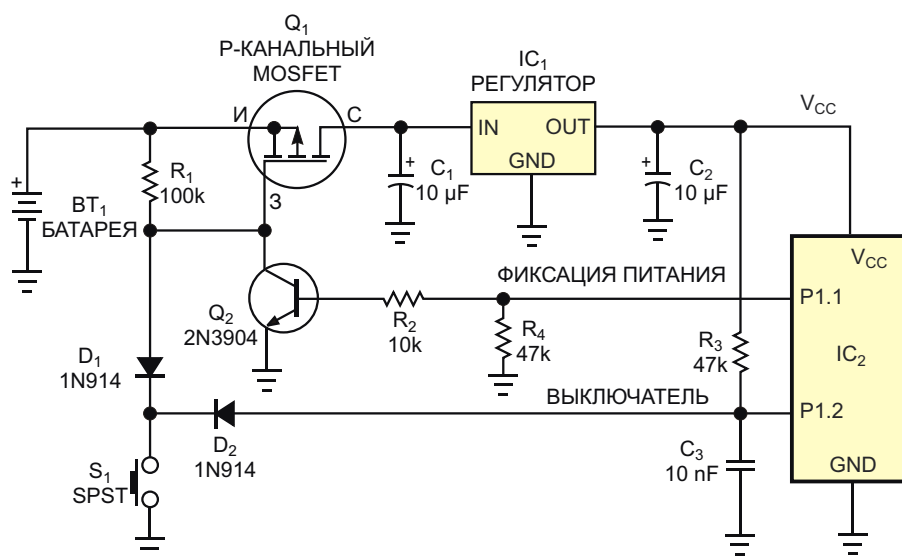 Q1
P-КАНАЛЬНЫЙ
MOSFET
И
С
З
IC1
РЕГУЛЯТОР
IN
OUT
GND
VCC
+
R1
100k
+
C1
10 µF
+
C2
10 µF
BT1
БАТАРЕЯ
VCC
ФИКСАЦИЯ ПИТАНИЯ
P1.1
Q2
2N3904
R2
10k
R4
47k
R3
47k
IC2
D1
1N914
ВЫКЛЮЧАТЕЛЬ
P1.2
D2
1N914
S1
SPST
C3
10 nF
GND